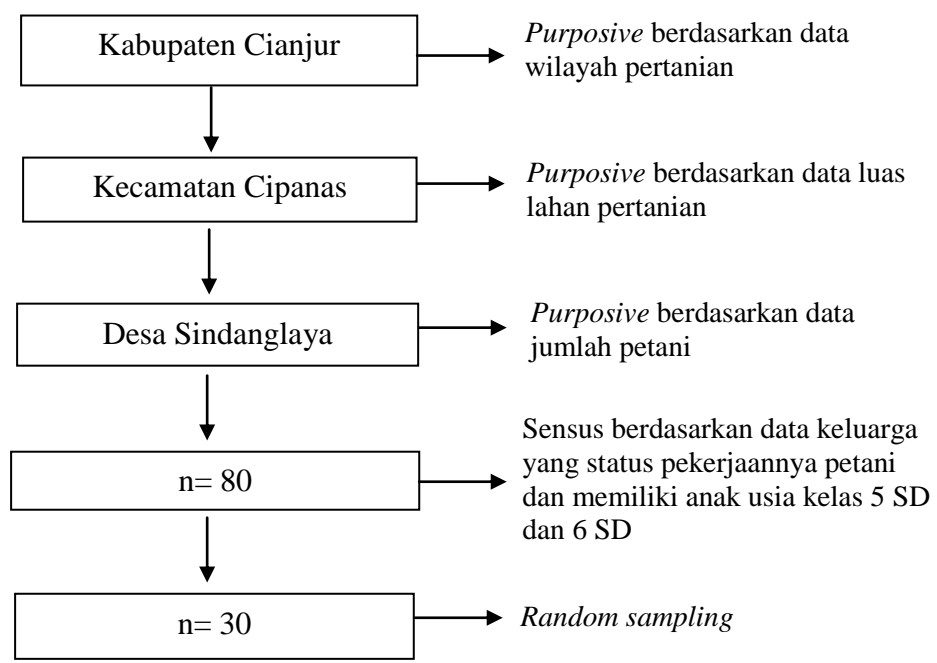 Kabupaten Cianjur
Purposive berdasarkan data
wilayah pertanian
Kecamatan Cipanas
Purposive berdasarkan data luas
lahan pertanian
Desa Sindanglaya
Purposive berdasarkan data
jumlah petani
n= 80
Sensus berdasarkan data keluarga
yang status pekerjaannya petani
dan memiliki anak usia kelas 5 SD
dan 6 SD
n= 30
Random sampling